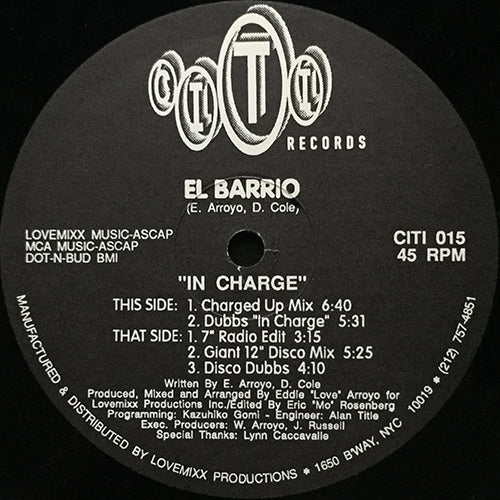 CITI
RECORDS
EL BARRIO
(E. Arroyo, D. Cole)
LOVEMIXX MUSIC-ASCAP
MCA MUSIC-ASCAP
DOT-N-BUD BMI
CITI 015
45 RPM
"IN CHARGE"
THIS SIDE: 1. Charged Up Mix 6:40
2. Dubbs "In Charge" 5:31
THAT SIDE: 1. 7" Radio Edit 3:15
2. Giant 12" Disco Mix 5:25
3. Disco Dubbs 4:10
Written By E. Arroyo, D. Cole
Produced, Mixed and Arranged By Eddie "Love" Arroyo for
Lovemixx Productions Inc./Edited By Eric "Mo" Rosenberg
Programming: Kazuhiko Gomi - Engineer: Alan Title
Exec. Producers: W. Arroyo, J. Russell
Special Thanks: Lynn Caccavalle
MANUFACTURED & DISTRIBUTED BY LOVEMIXX PRODUCTIONS • 1650 B'WAY. NYC 10019 • (212) 757-4851